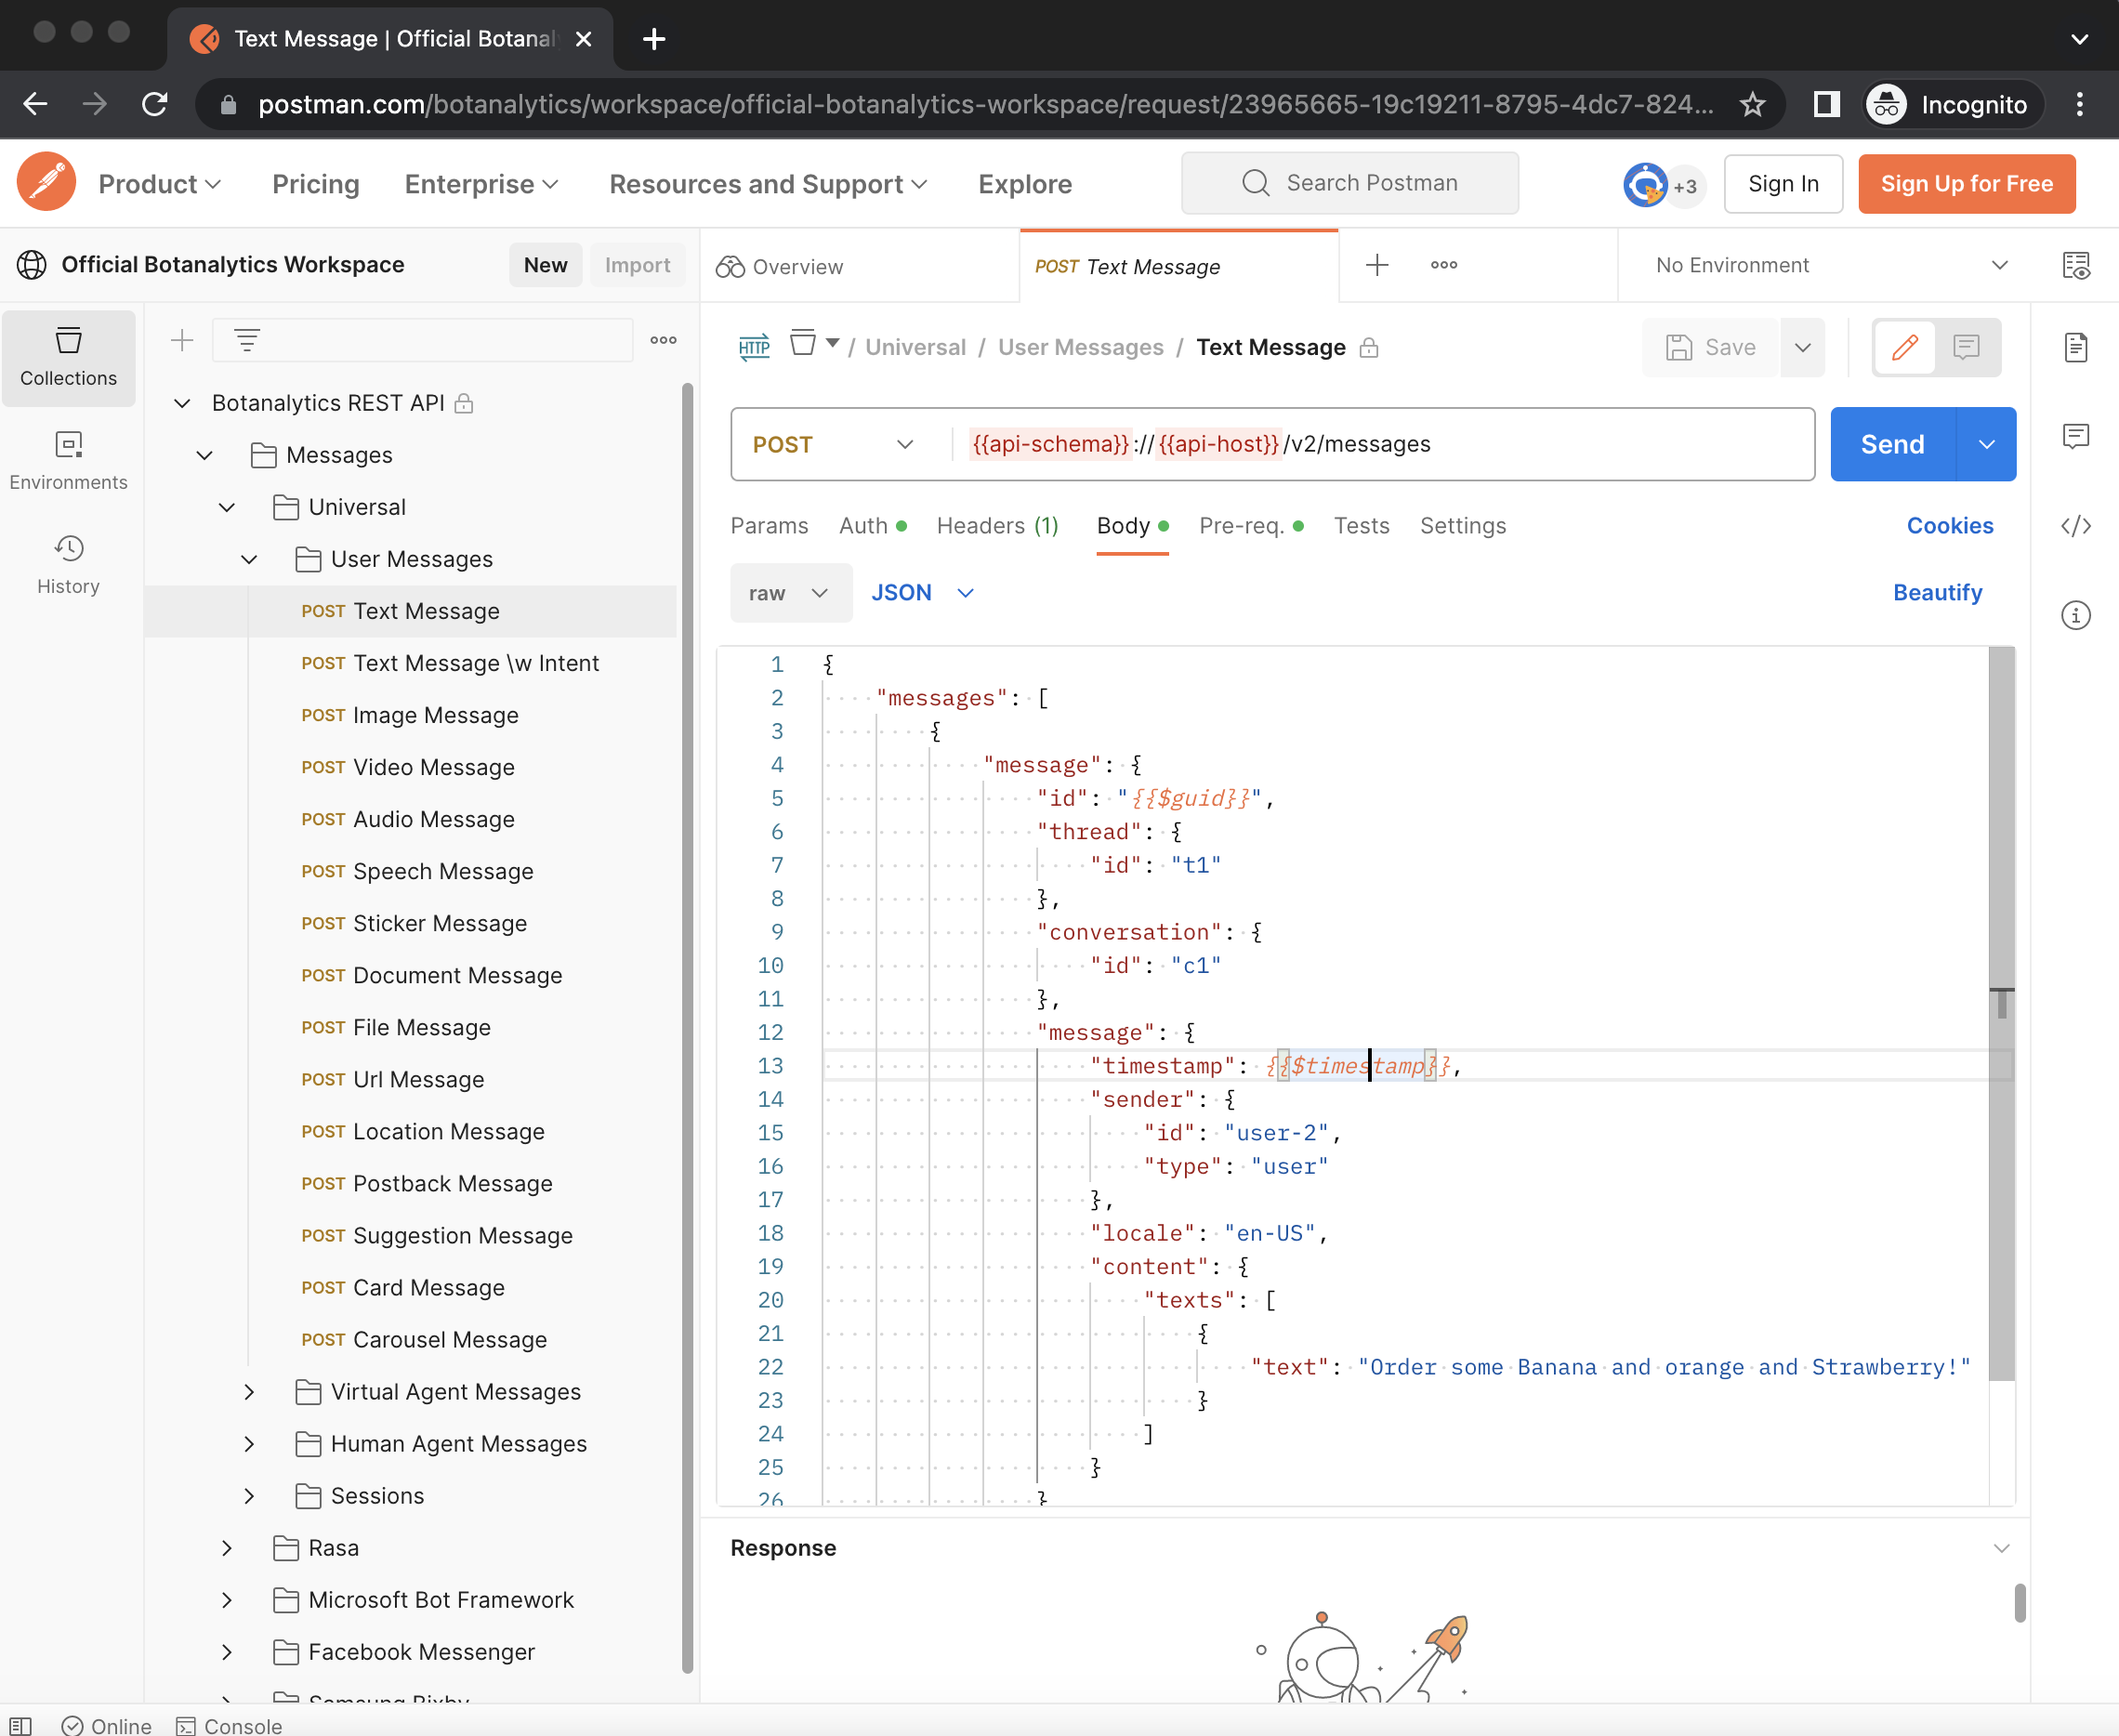 Text Message | Official Botanal
postman.com/botanalytics/workspace/official-botanalytics-workspace/request/23965665-19c19211-8795-4dc7-824...
Incognito
Product
Pricing
Enterprise
Resources and Support
Explore
Search Postman
+3
Sign In
Sign Up for Free
Official Botanalytics Workspace
New
Import
Overview
POST Text Message
No Environment
Collections
Environments
History
Botanalytics REST API
Messages
Universal
User Messages
POST Text Message
POST Text Message \w Intent
POST Image Message
POST Video Message
POST Audio Message
POST Speech Message
POST Sticker Message
POST Document Message
POST File Message
POST Url Message
POST Location Message
POST Postback Message
POST Suggestion Message
POST Card Message
POST Carousel Message
Virtual Agent Messages
Human Agent Messages
Sessions
Rasa
Microsoft Bot Framework
Facebook Messenger
Samsung Bixby
HTTP / Universal / User Messages / Text Message
Save
POST {{api-schema}}://{{api-host}}/v2/messages
Send
Params Auth Headers (1) Body Pre-req. Tests Settings
Cookies
raw JSON
Beautify
1 {
2 "messages": [
3 {
4 "message": {
5 "id": "{{$guid}}",
6 "thread": {
7 "id": "t1"
8 },
9 "conversation": {
10 "id": "c1"
11 },
12 "message": {
13 "timestamp": {{$timestamp}},
14 "sender": {
15 "id": "user-2",
16 "type": "user"
17 },
18 "locale": "en-US",
19 "content": {
20 "texts": [
21 {
22 "text": "Order some Banana and orange and Strawberry!"
23 }
24 ]
25 }
26 }
Response
Online
Console